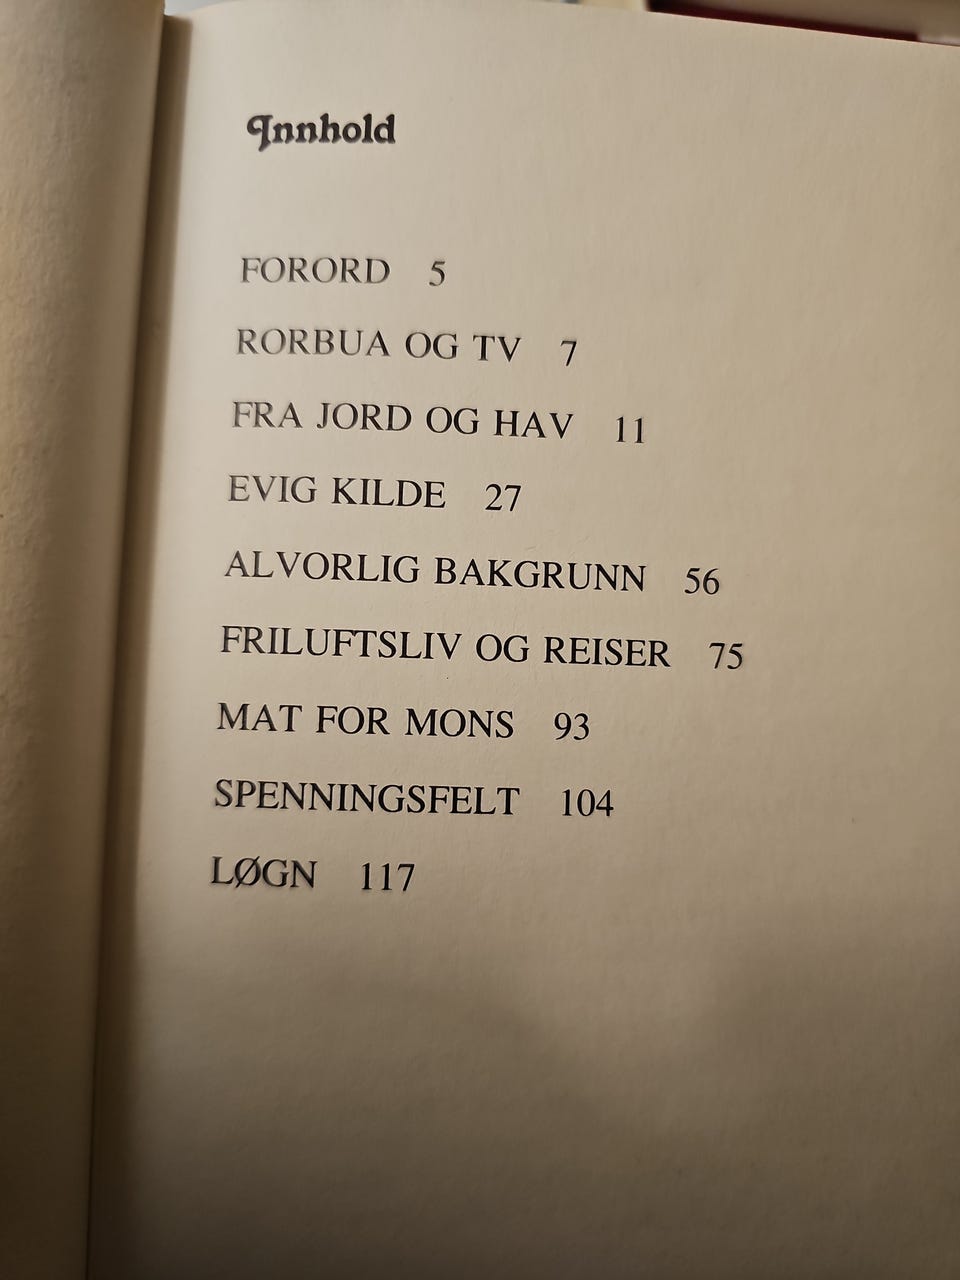 Innhold
FORORD 5
RORBUA OG TV 7
FRA JORD OG HAV 11
EVIG KILDE 27
ALVORLIG BAKGRUNN 56
FRILUFTSLIV OG REISER 75
MAT FOR MONS 93
SPENNINGSFELT 104
LØGN 117